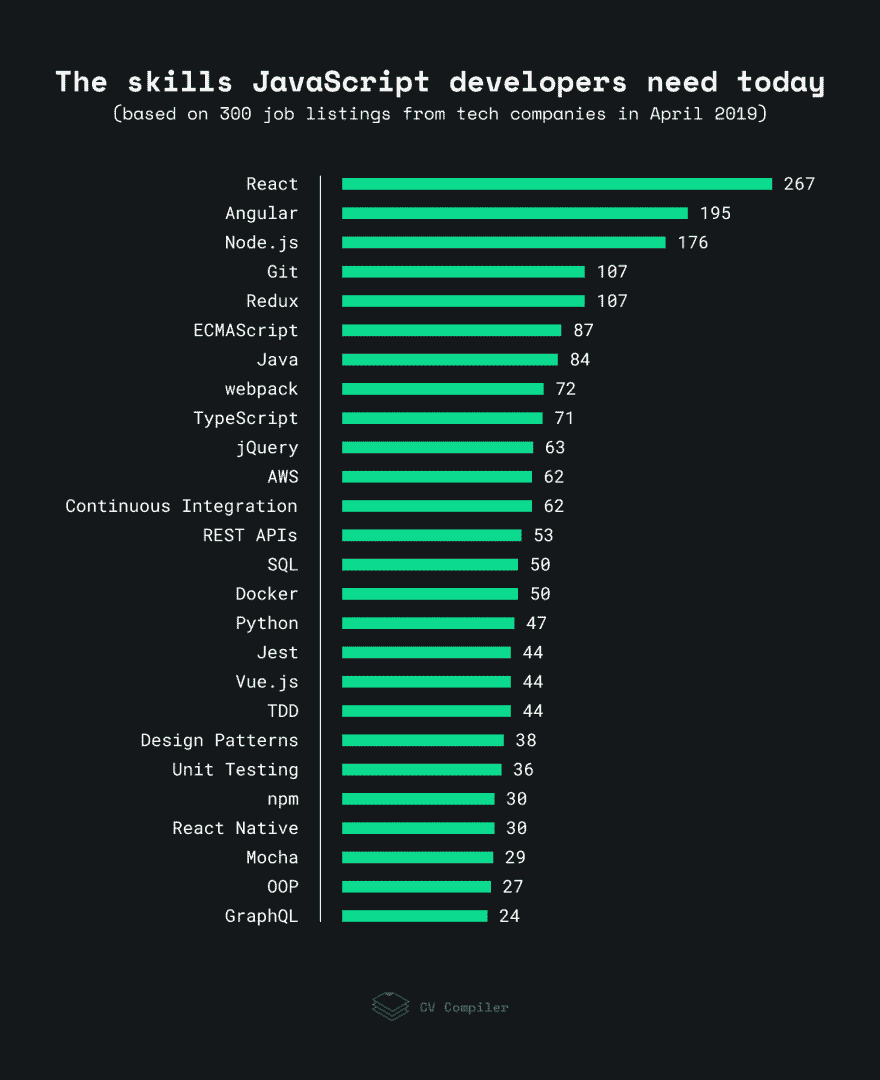 The skills JavaScript developers need today
(based on 300 job listings from tech companies in April 2019)
React 267
Angular 195
Node.js 176
Git 107
Redux 107
ECMAScript 87
Java 84
webpack 72
TypeScript 71
jQuery 63
AWS 62
Continuous Integration 62
REST APIs 53
SQL 50
Docker 50
Python 47
Jest 44
Vue.js 44
TDD 44
Design Patterns 38
Unit Testing 36
npm 30
React Native 30
Mocha 29
OOP 27
GraphQL 24
CV Compiler